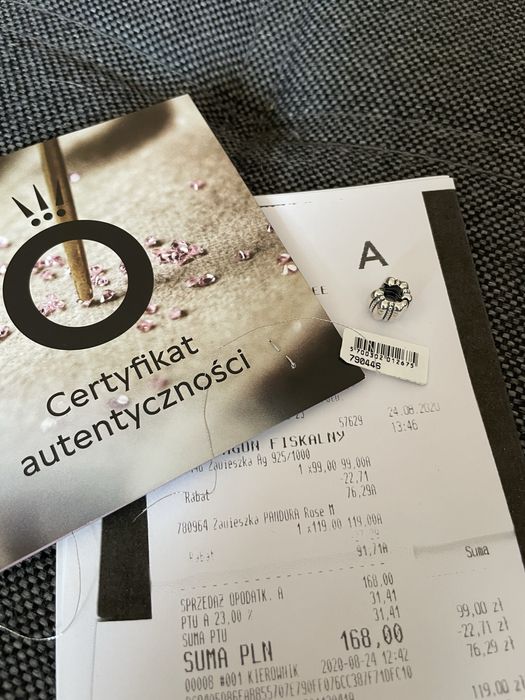 Certyfikat
autentyczności
A
5700302012675
790446
24.08.2020
57629
13:46
FISKALNY
Zawieszka Ag 925/1000
1 x99,00 99,00A
-22,71
Rabat
76,29A
780964 Zawieszka PANDORA Rose M
1 x119,00 119,00A
Rabat
91,71A
Suma
SPRZEDAŻ OPODATK. A
168,00
PTU A 23,00 %
31,41
SUMA PTU
31,41
SUMA PLN
168,00
00008 #001 KIEROWNIK
2020-08-24 12:42
99,00 zł
-22,71 zł
76,29 zł
119,00 zł